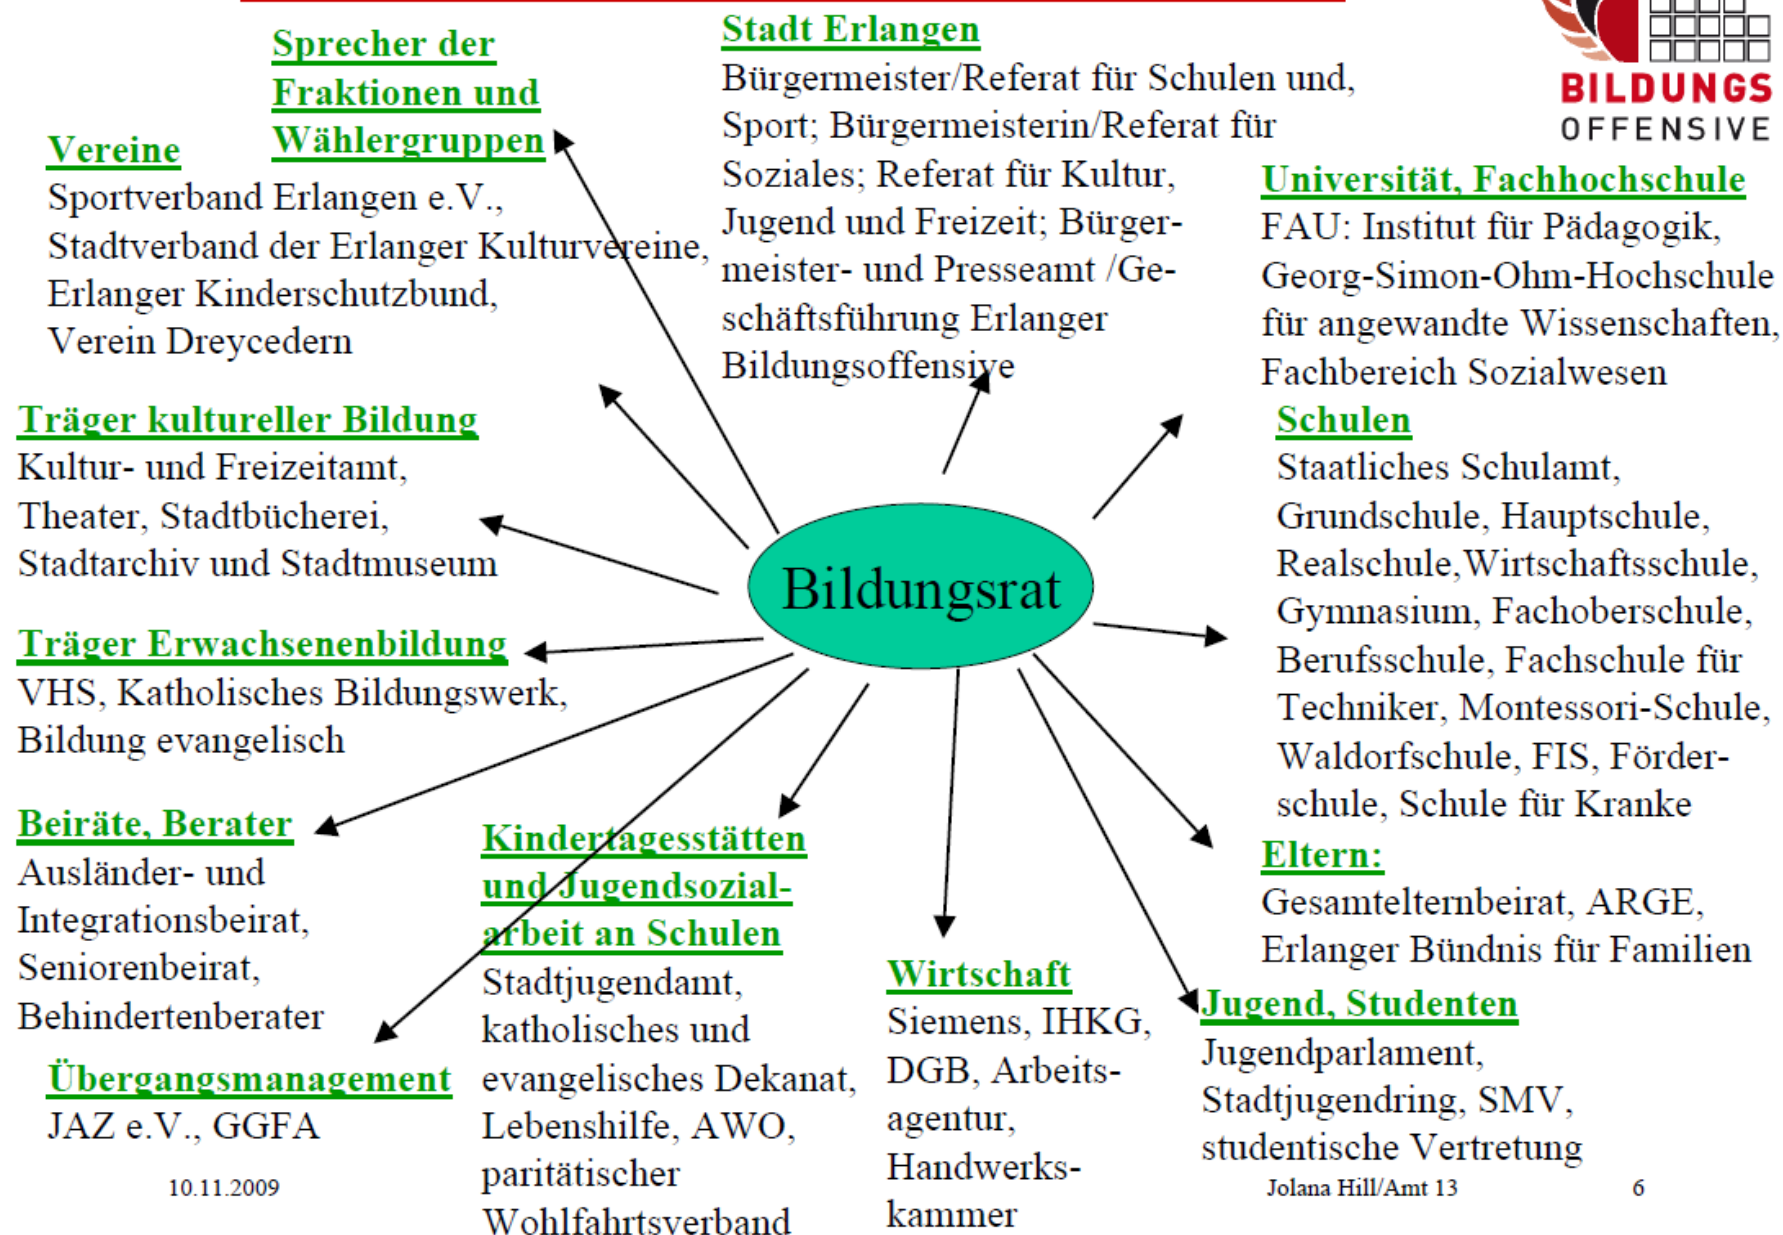 Sprecher der
Fraktionen und
Wählergruppen
Stadt Erlangen
Bürgermeister/Referat für Schulen und,
Sport; Bürgermeisterin/Referat für
Soziales; Referat für Kultur,
Jugend und Freizeit; Bürger-
meister- und Presseamt /Ge-
schäftsführung Erlanger
Bildungsoffensive
BILDUNGS
OFFENSIVE
Vereine
Sportverband Erlangen e.V.,
Stadtverband der Erlanger Kulturvereine,
Erlanger Kinderschutzbund,
Verein Dreycedern
Universität, Fachhochschule
FAU: Institut für Pädagogik,
Georg-Simon-Ohm-Hochschule
für angewandte Wissenschaften,
Fachbereich Sozialwesen
Träger kultureller Bildung
Kultur- und Freizeitamt,
Theater, Stadtbücherei,
Stadtarchiv und Stadtmuseum
Schulen
Staatliches Schulamt,
Grundschule, Hauptschule,
Realschule,Wirtschaftsschule,
Gymnasium, Fachoberschule,
Berufsschule, Fachschule für
Techniker, Montessori-Schule,
Waldorfschule, FIS, Förder-
schule, Schule für Kranke
Bildungsrat
Träger Erwachsenenbildung
VHS, Katholisches Bildungswerk,
Bildung evangelisch
Beiräte, Berater
Ausländer- und
Integrationsbeirat,
Seniorenbeirat,
Behindertenberater
Kindertagesstätten
und Jugendsozial-
arbeit an Schulen
Stadtjugendamt,
katholisches und
evangelisches Dekanat,
Lebenshilfe, AWO,
paritätischer
Wohlfahrtsverband
Wirtschaft
Siemens, IHKG,
DGB, Arbeits-
agentur,
Handwerks-
kammer
Eltern:
Gesamtelternbeirat, ARGE,
Erlanger Bündnis für Familien
Jugend, Studenten
Jugendparlament,
Stadtjugendring, SMV,
studentische Vertretung
Übergangsmanagement
JAZ e.V., GGFA
10.11.2009
Jolana Hill/Amt 13
6